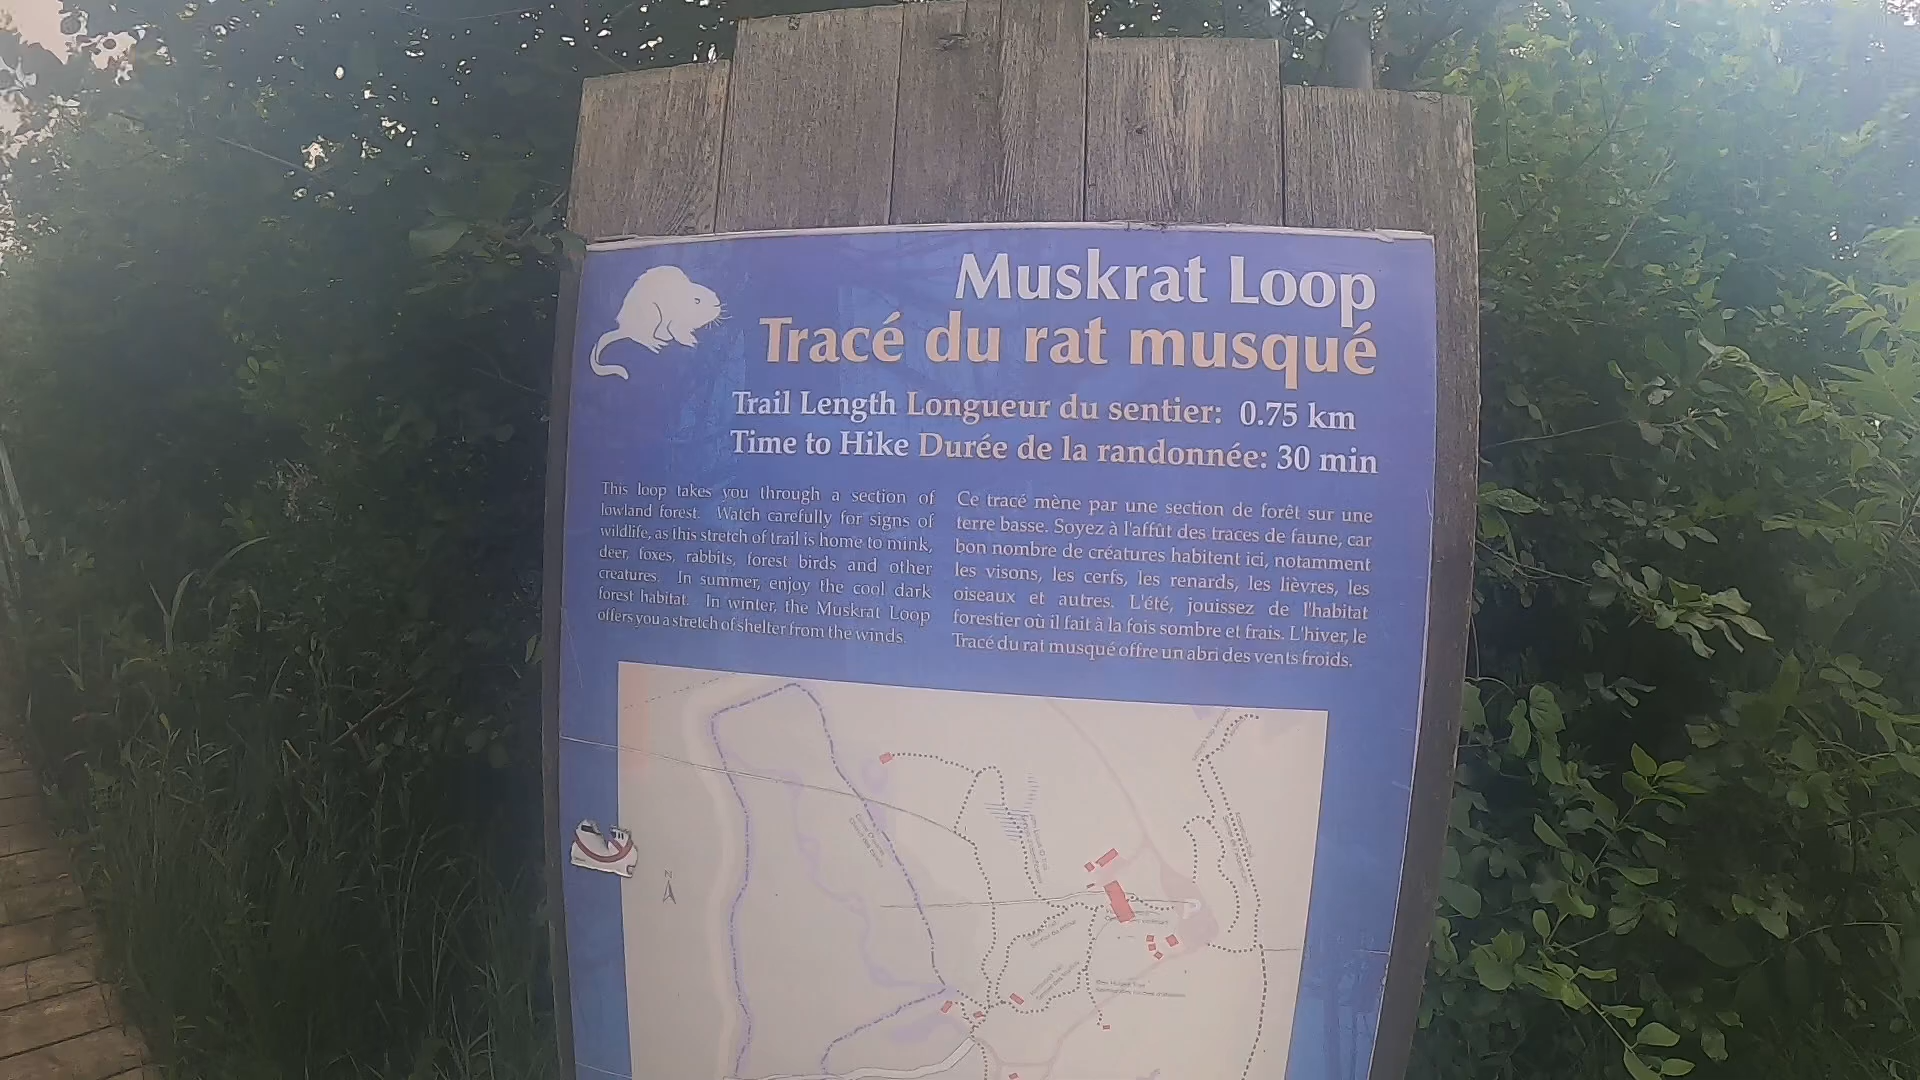 Muskrat Loop
Tracé du rat musqué
Trail Length Longueur du sentier: 0.75 km
Time to Hike Durée de la randonnée: 30 min
This loop takes you through a section of
lowland forest. Watch carefully for signs of
wildlife, as this stretch of trail is home to mink,
deer, foxes, rabbits, forest birds and other
creatures. In summer, enjoy the cool dark
forest habitat. In winter, the Muskrat Loop
offers you a stretch of shelter from the winds.
Ce tracé mène par une section de forêt sur une
terre basse. Soyez à l'affût des traces de faune, car
bon nombre de créatures habitent ici, notamment
les visons, les cerfs, les renards, les lièvres, les
oiseaux et autres. L'été, jouissez de l'habitat
forestier où il fait à la fois sombre et frais. L'hiver, le
Tracé du rat musqué offre un abri des vents froids.
N